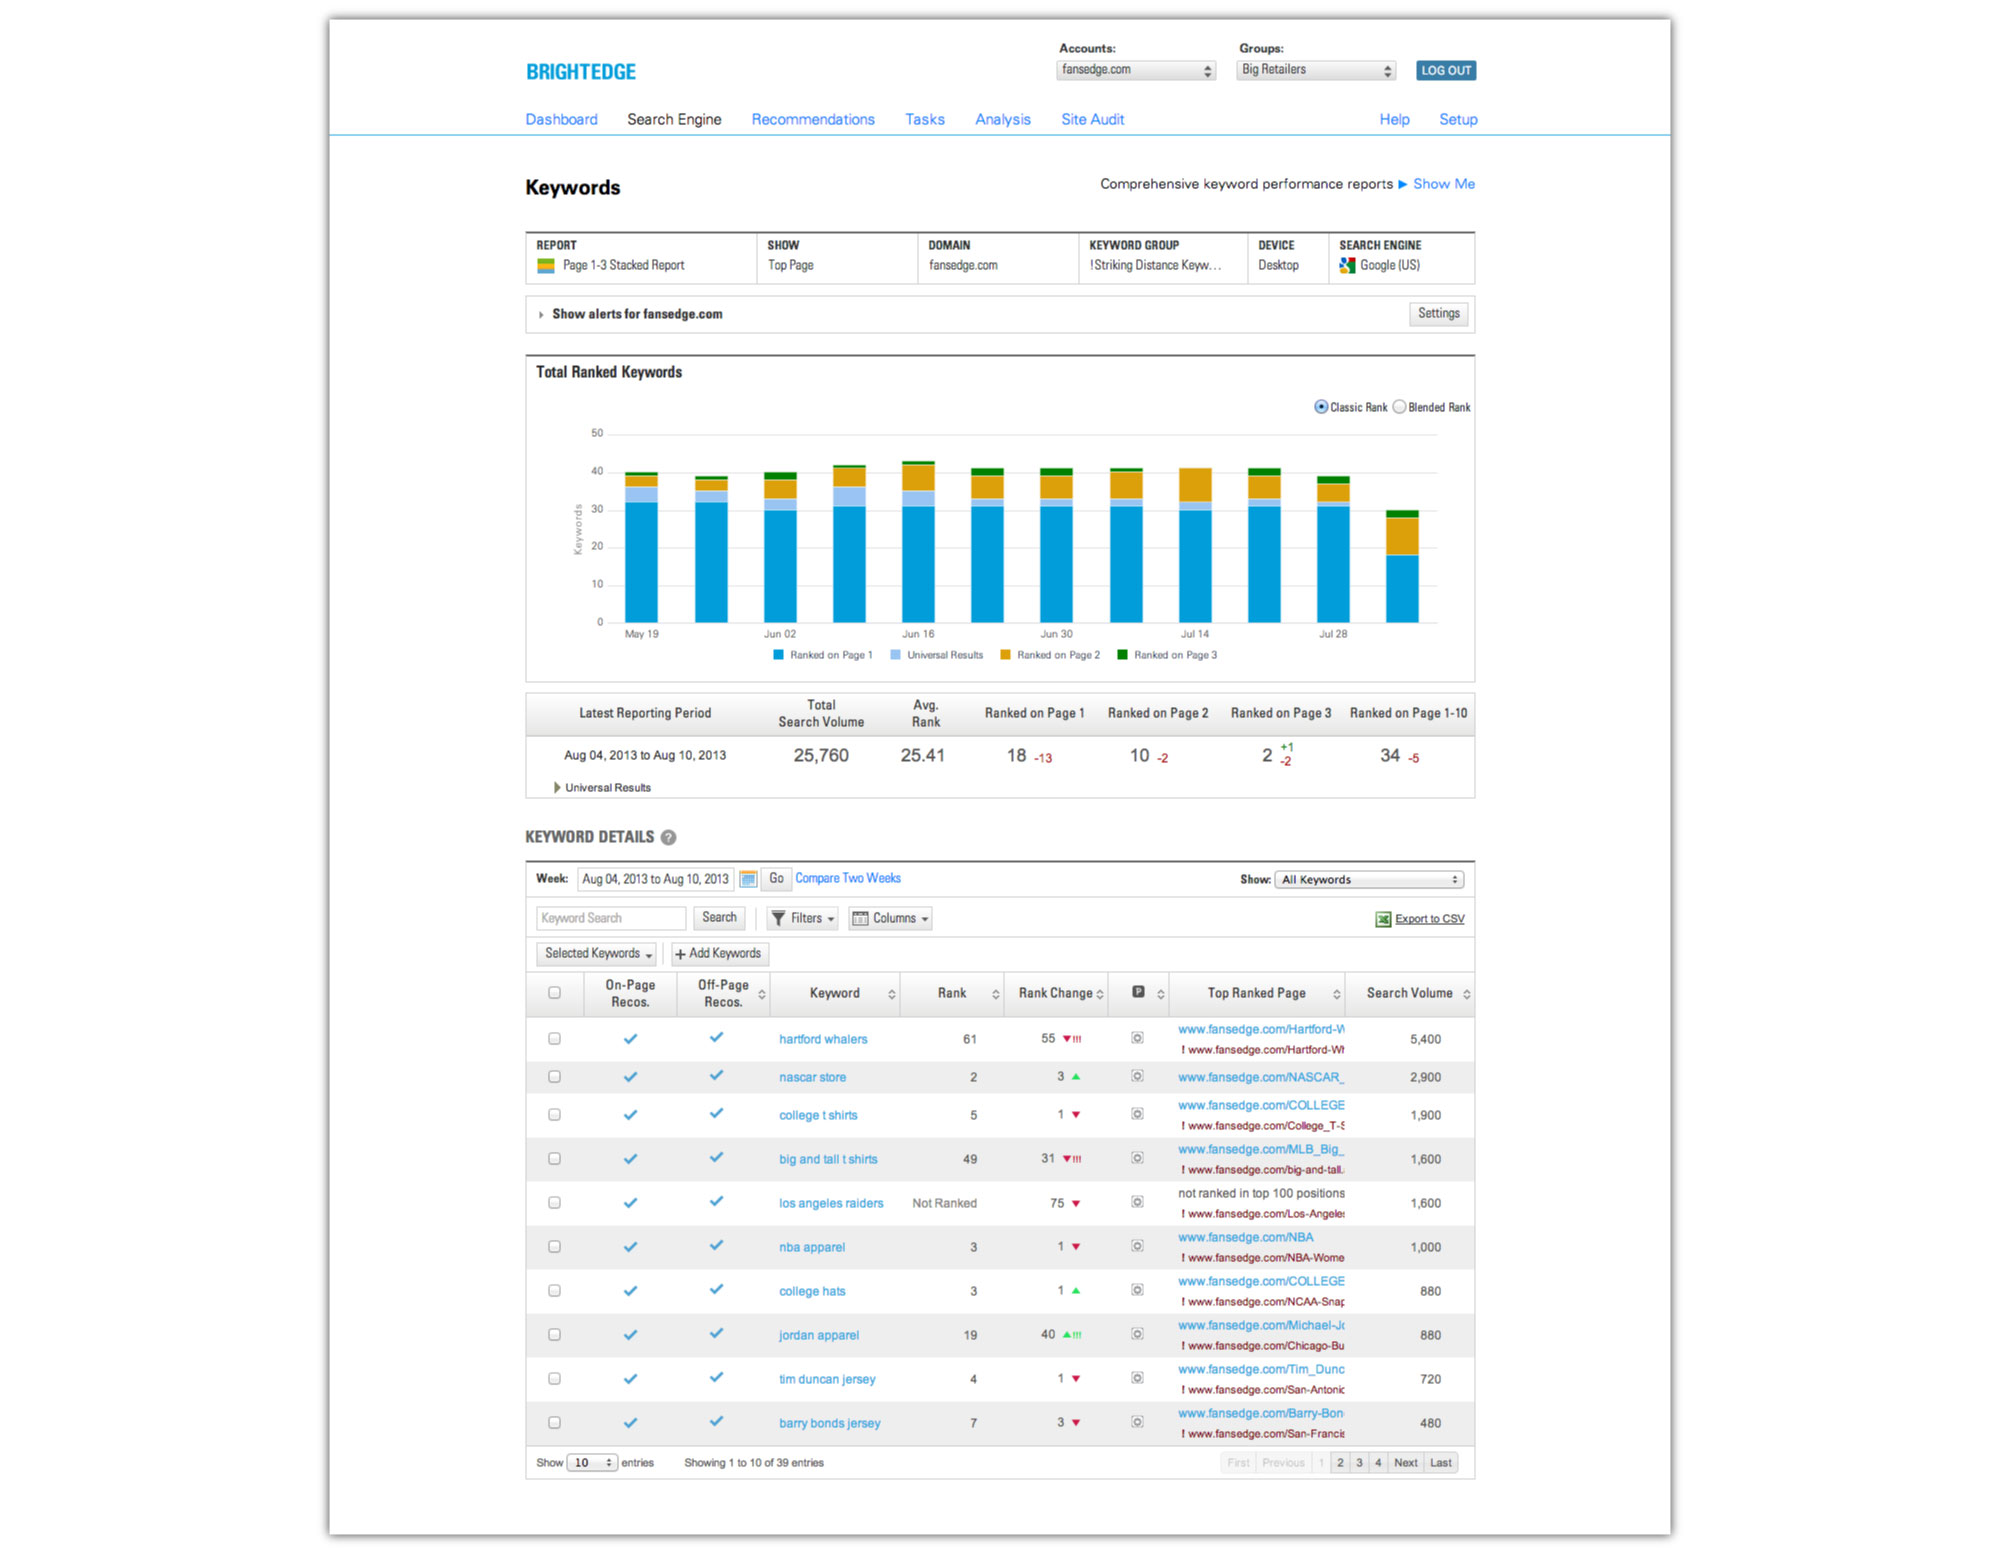 Accounts: Groups:
BRIGHTEDGE fansedge.com Big Retailers LOG OUT
Dashboard Search Engine Recommendations Tasks Analysis Site Audit Help Setup
Keywords Comprehensive keyword performance reports Show Me
REPORT SHOW DOMAIN KEYWORD GROUP DEVICE SEARCH ENGINE
Page 1-3 Stacked Report Top Page fansedge.com !Striking Distance Keyw... Desktop Google (US)
Show alerts for fansedge.com Settings
Total Ranked Keywords
Classic Rank Blended Rank
50
40
30
20
10
0
Keywords
May 19 Jun 02 Jun 16 Jun 30 Jul 14 Jul 28
Ranked on Page 1 Universal Results Ranked on Page 2 Ranked on Page 3
Latest Reporting Period Total Search Volume Avg. Rank Ranked on Page 1 Ranked on Page 2 Ranked on Page 3 Ranked on Page 1-10
Aug 04, 2013 to Aug 10, 2013 25,760 25.41 18 -13 10 -2 2 +1 -2 34 -5
Universal Results
KEYWORD DETAILS ?
Week: Aug 04, 2013 to Aug 10, 2013 Go Compare Two Weeks Show: All Keywords
Keyword Search Search Filters Columns Export to CSV
Selected Keywords + Add Keywords
On-Page Recos. Off-Page Recos. Keyword Rank Rank Change P Top Ranked Page Search Volume
hartford whalers 61 55 !!! www.fansedge.com/Hartford-W 5,400
! www.fansedge.com/Hartford-Wh
nascar store 2 3 www.fansedge.com/NASCAR_ 2,900
college t shirts 5 1 www.fansedge.com/COLLEGE 1,900
! www.fansedge.com/College_T-S
big and tall t shirts 49 31 !!! www.fansedge.com/MLB_Big_ 1,600
! www.fansedge.com/big-and-tall.
los angeles raiders Not Ranked 75 not ranked in top 100 positions 1,600
! www.fansedge.com/Los-Angeles
nba apparel 3 1 www.fansedge.com/NBA 1,000
! www.fansedge.com/NBA-Wome
college hats 3 1 www.fansedge.com/COLLEGE 880
! www.fansedge.com/NCAA-Snap
jordan apparel 19 40 !!! www.fansedge.com/Michael-Jo 880
! www.fansedge.com/Chicago-Bu
tim duncan jersey 4 1 www.fansedge.com/Tim_Dunc 720
! www.fansedge.com/San-Antonio
barry bonds jersey 7 3 www.fansedge.com/Barry-Bon 480
! www.fansedge.com/San-Francis
Show 10 entries Showing 1 to 10 of 39 entries First Previous 1 2 3 4 Next Last